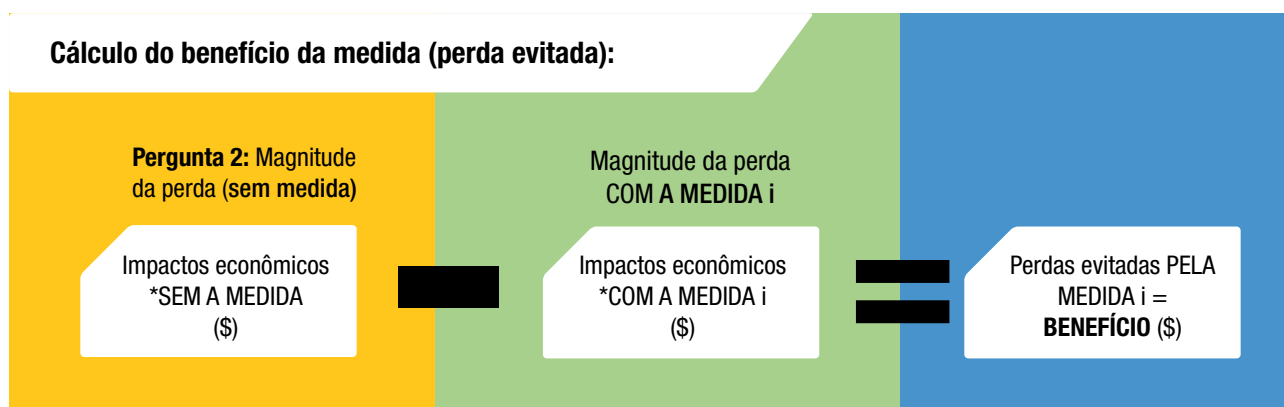 Cálculo do benefício da medida (perda evitada):
Pergunta 2: Magnitude
da perda (sem medida)
Impactos econômicos
*SEM A MEDIDA
($)
Magnitude da perda
COM A MEDIDA i
Impactos econômicos
*COM A MEDIDA i
($)
Perdas evitadas PELA
MEDIDA i =
BENEFÍCIO ($)